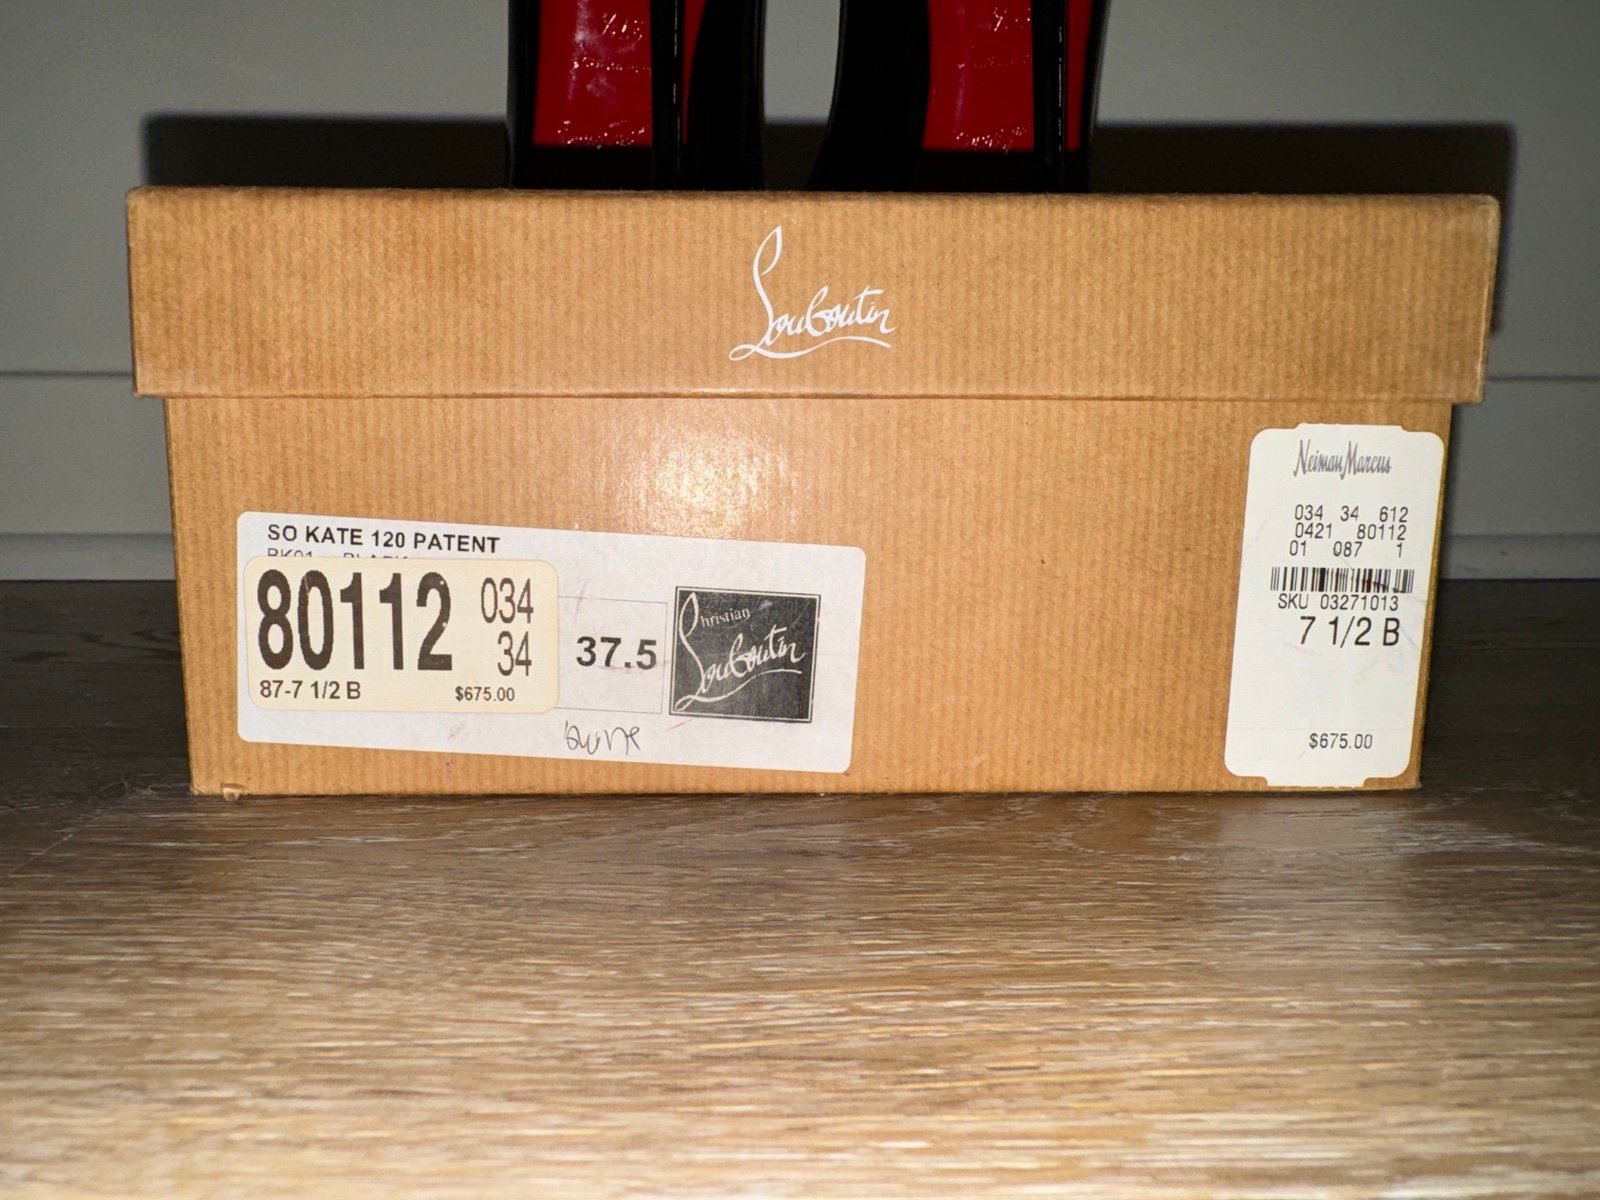 Louboutin
SO KATE 120 PATENT
80112 034
34
87-7 1/2 B $675.00
37.5
Christian
Louboutin
Neiman Marcus
034 34 612
0421 80112
01 087 1
SKU 03271013
7 1/2 B
$675.00